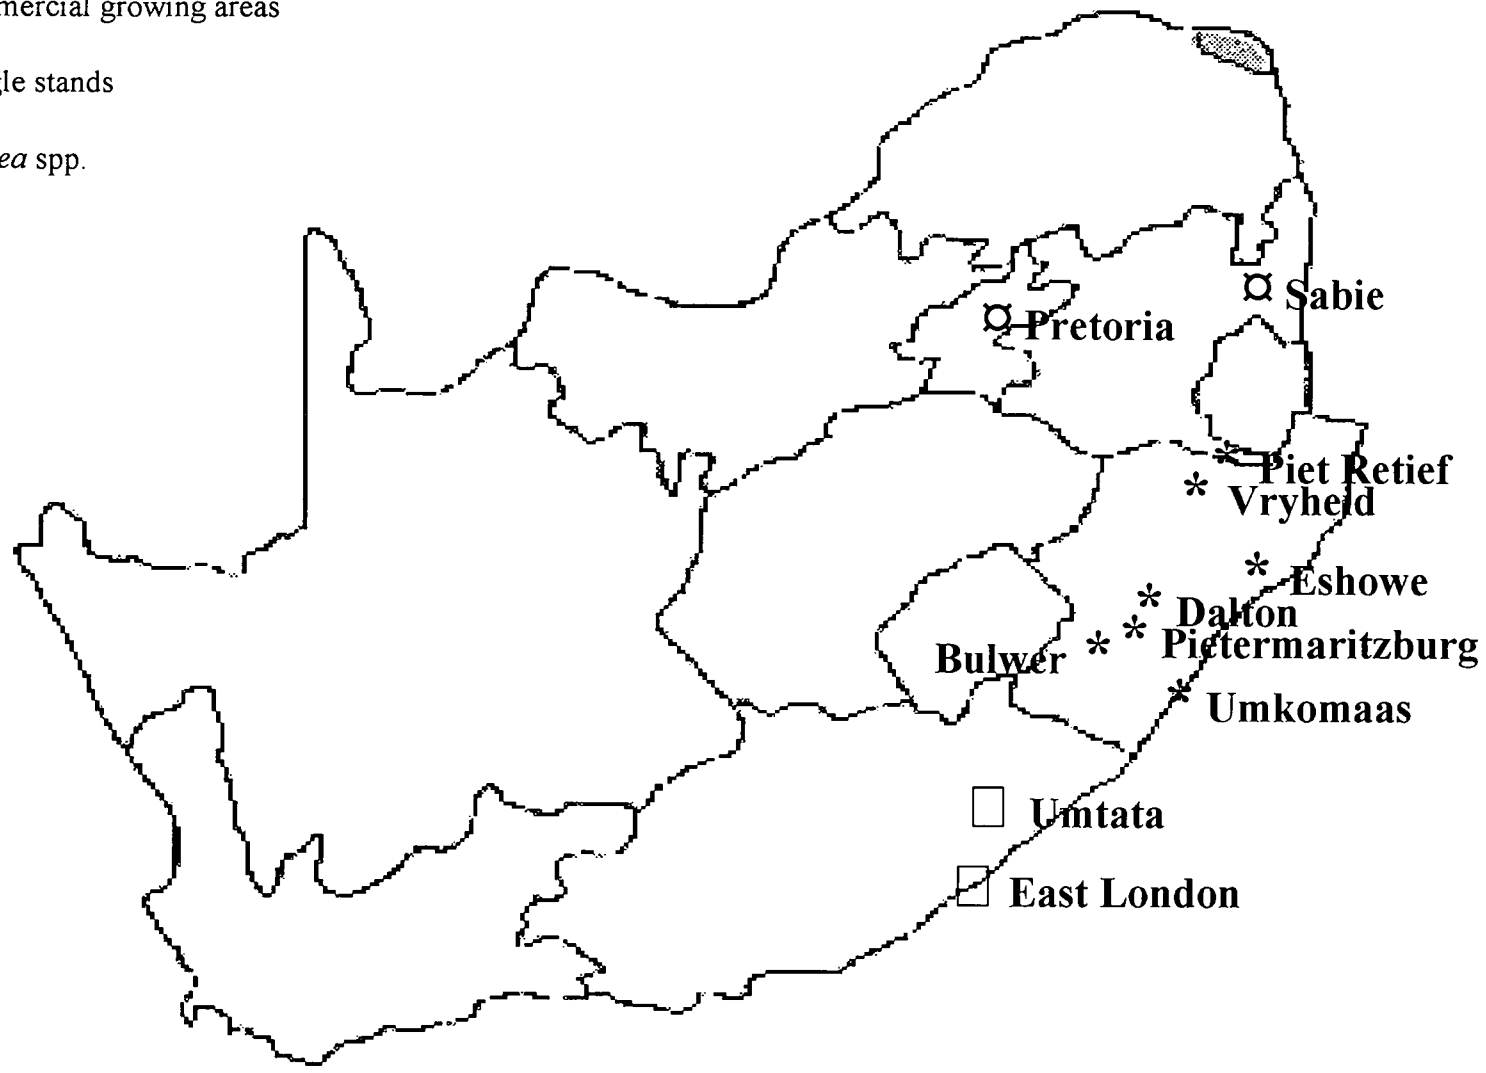 mercial growing areas
gle stands
ea spp.
Sabie
Pretoria
Piet Retief
Vryheid
Eshowe
Dalton
Pietermaritzburg
Bulwer
Umkomaas
Umtata
East London